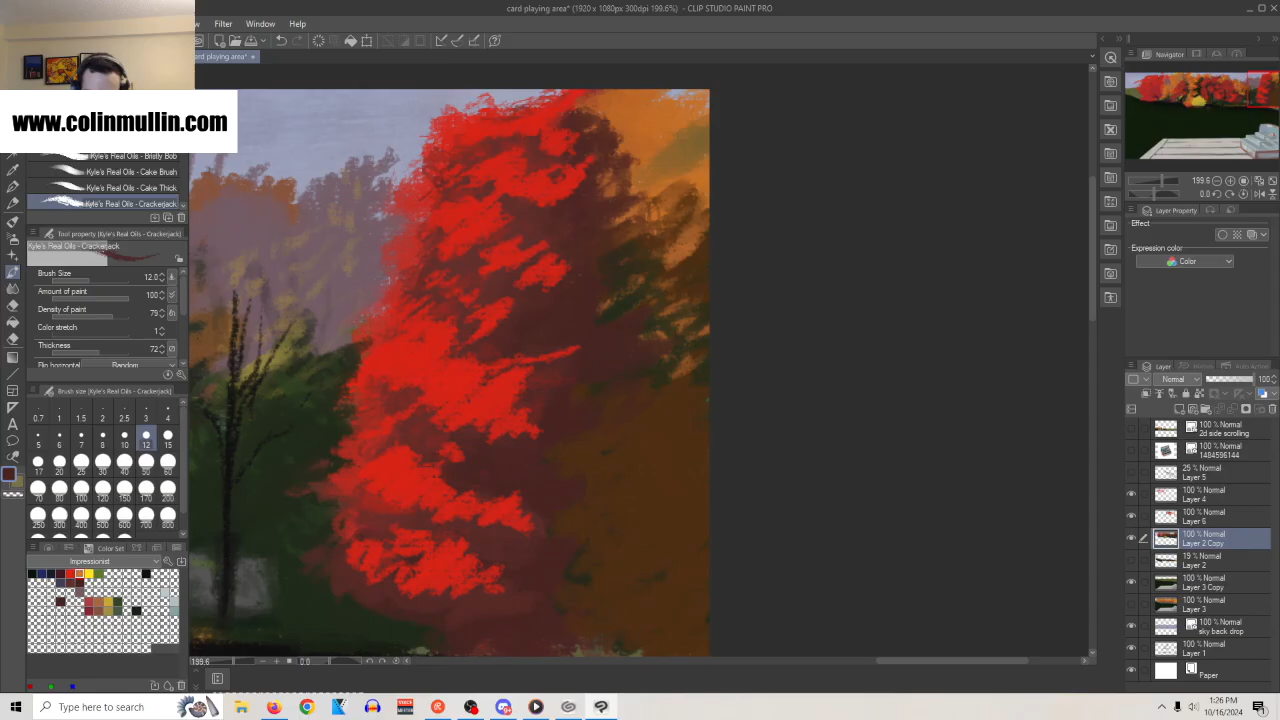 card playing area* (1920 x 1080px 300dpi 199.6%) - CLIP STUDIO PAINT PRO
Filter Window Help
card playing area*
www.colinmullin.com
Kyle's Real Oils - Bristly Bob
Kyle's Real Oils - Cake Brush
Kyle's Real Oils - Cake Thick
Kyle's Real Oils - Crackerjack
Tool property (Kyle's Real Oils - Crackerjack)
Kyle's Real Oils - Crackerjack
Brush Size 12.0
Amount of paint 100
Density of paint 79
Color stretch 1
Thickness 72
Flip horizontal Random
Brush size (Kyle's Real Oils - Crackerjack)
0.7 1 1.5 2 2.5 3 4
5 6 7 8 10 12 15
17 20 25 30 40 50 60
70 80 100 120 150 170 200
250 300 400 500 600 700 800
Color Set
Impressionist
199.6 0.0
Navigator
199.6
0.0
Layer Property
Effect
Expression color
Color
Layer History Auto Action
Normal 100
100 % Normal
2d side scrolling
100 % Normal
1484596144
25 % Normal
Layer 5
100 % Normal
Layer 4
100 % Normal
Layer 6
100 % Normal
Layer 2 Copy
19 % Normal
Layer 2
100 % Normal
Layer 3 Copy
100 % Normal
Layer 3
100 % Normal
sky back drop
100 % Normal
Layer 1
Paper
Type here to search
1:26 PM
10/16/2024